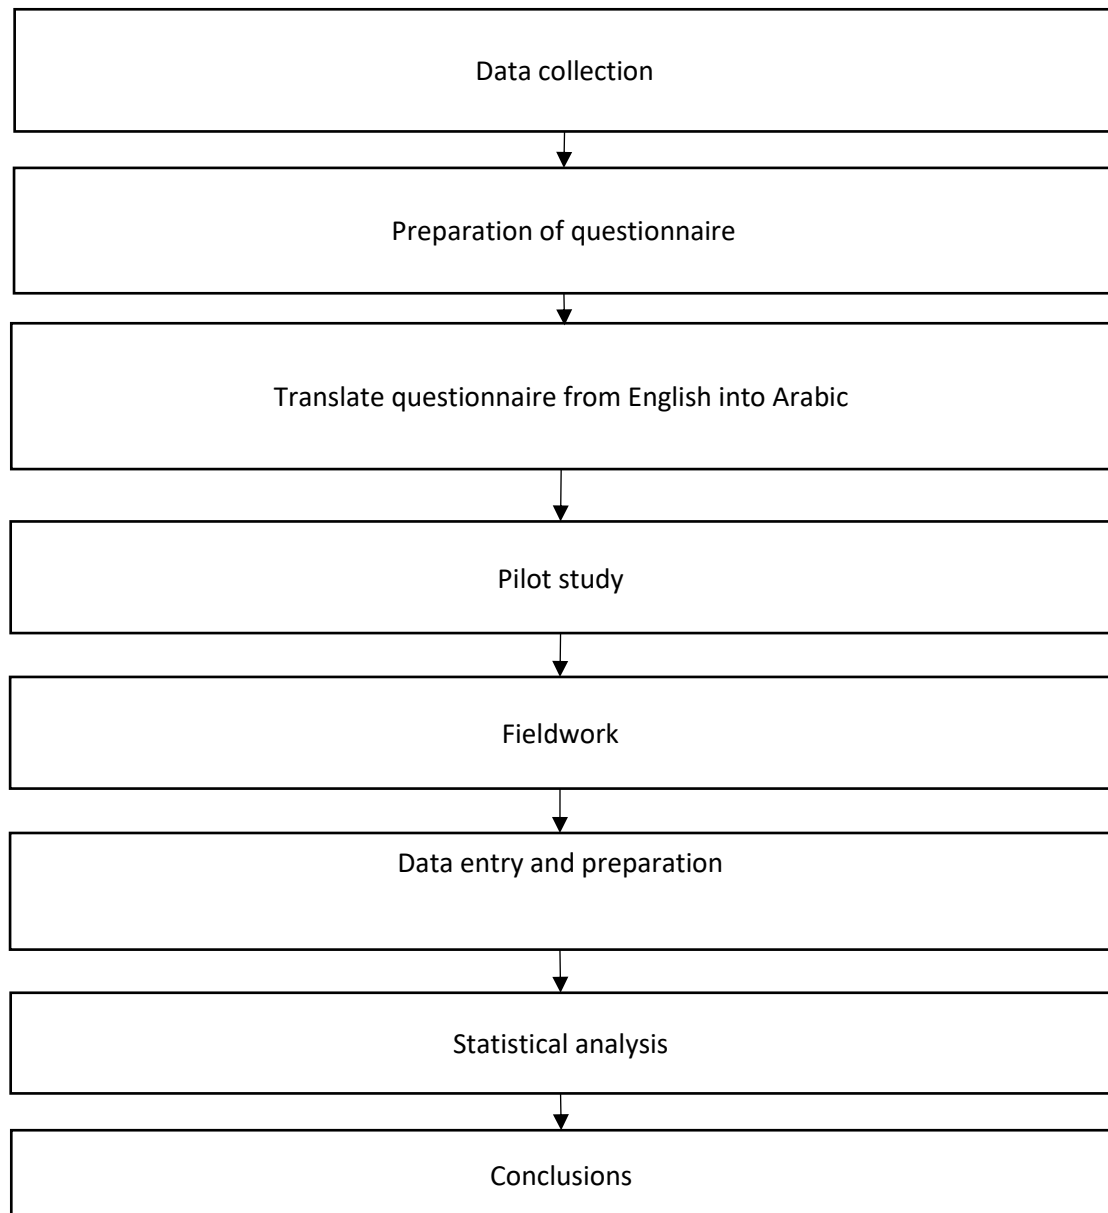 Data collection
Preparation of questionnaire
Translate questionnaire from English into Arabic
Pilot study
Fieldwork
Data entry and preparation
Statistical analysis
Conclusions